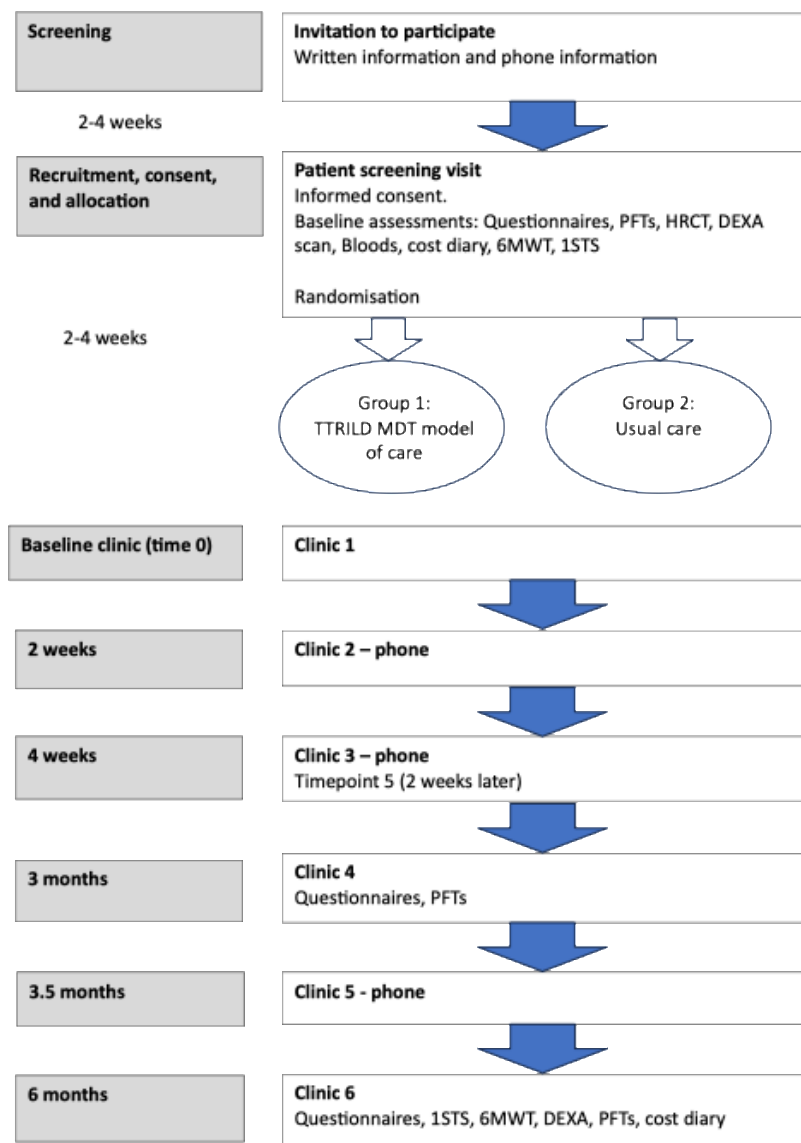 Screening
Invitation to participate
Written information and phone information
2-4 weeks
Recruitment, consent,
and allocation
Patient screening visit
Informed consent.
Baseline assessments: Questionnaires, PFTs, HRCT, DEXA
scan, Bloods, cost diary, 6MWT, 1STS
Randomisation
2-4 weeks
Group 1:
TTRILD MDT model
of care
Group 2:
Usual care
Baseline clinic (time 0)
Clinic 1
2 weeks
Clinic 2 – phone
4 weeks
Clinic 3 – phone
Timepoint 5 (2 weeks later)
3 months
Clinic 4
Questionnaires, PFTs
3.5 months
Clinic 5 - phone
6 months
Clinic 6
Questionnaires, 1STS, 6MWT, DEXA, PFTs, cost diary